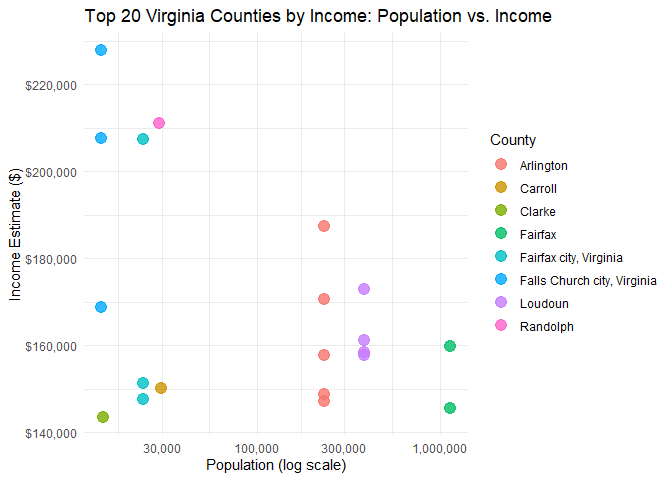 Top 20 Virginia Counties by Income: Population vs. Income
Income Estimate ($)
$220,000
$200,000
$180,000
$160,000
$140,000
30,000
100,000
300,000
1,000,000
Population (log scale)
County
Arlington
Carroll
Clarke
Fairfax
Fairfax city, Virginia
Falls Church city, Virginia
Loudoun
Randolph